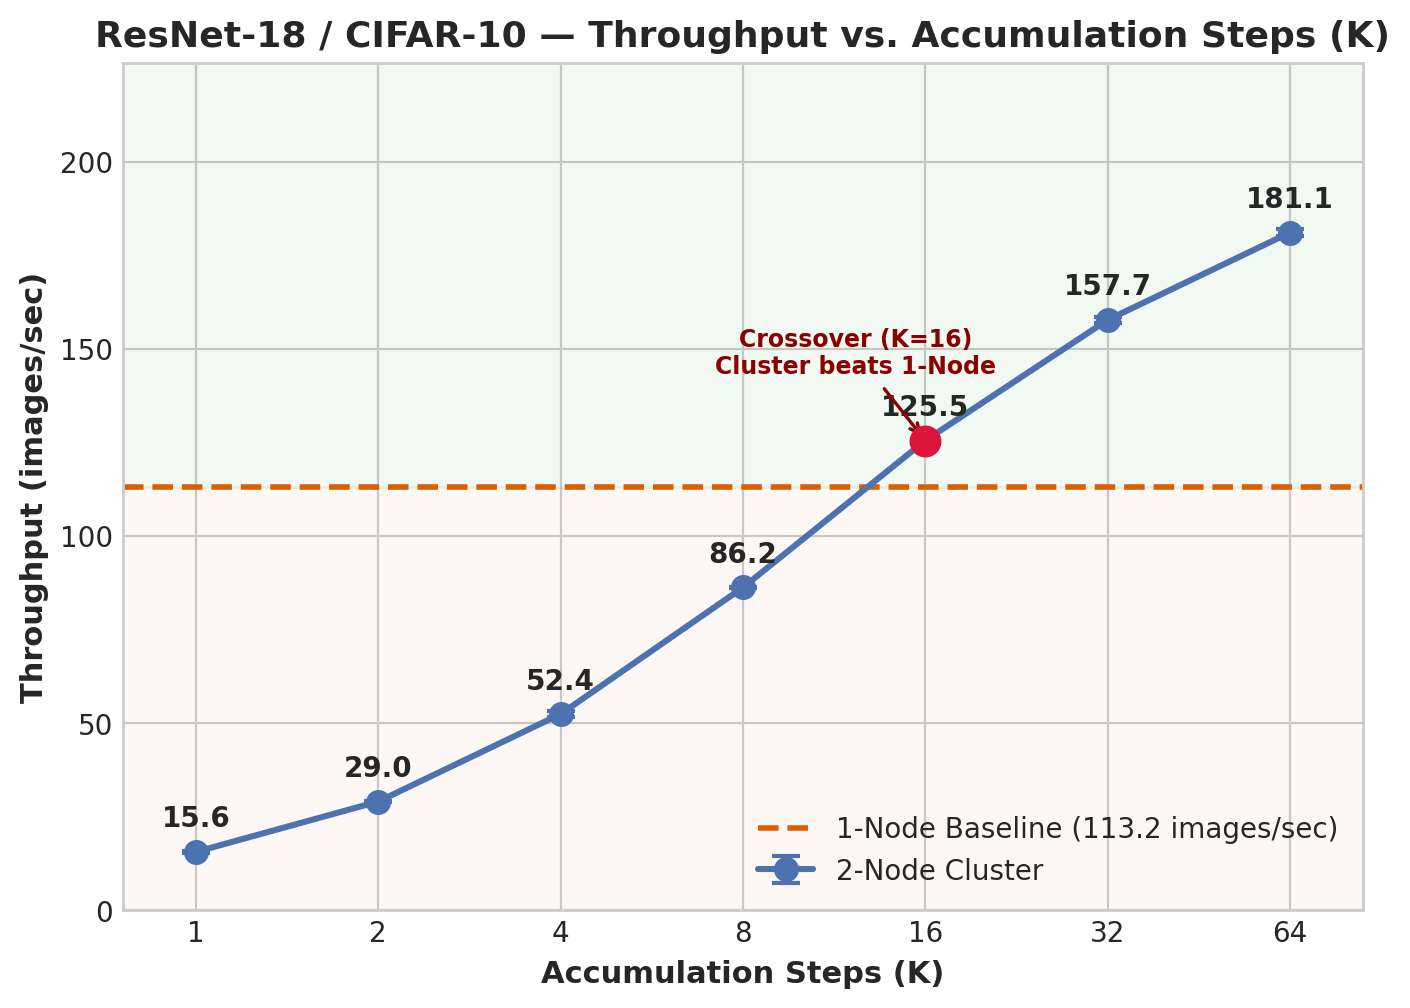 ResNet-18 / CIFAR-10 — Throughput vs. Accumulation Steps (K)
Throughput (images/sec)
200
150
100
50
0
181.1
157.7
Crossover (K=16)
Cluster beats 1-Node
125.5
86.2
52.4
29.0
15.6
1-Node Baseline (113.2 images/sec)
2-Node Cluster
1 2 4 8 16 32 64
Accumulation Steps (K)